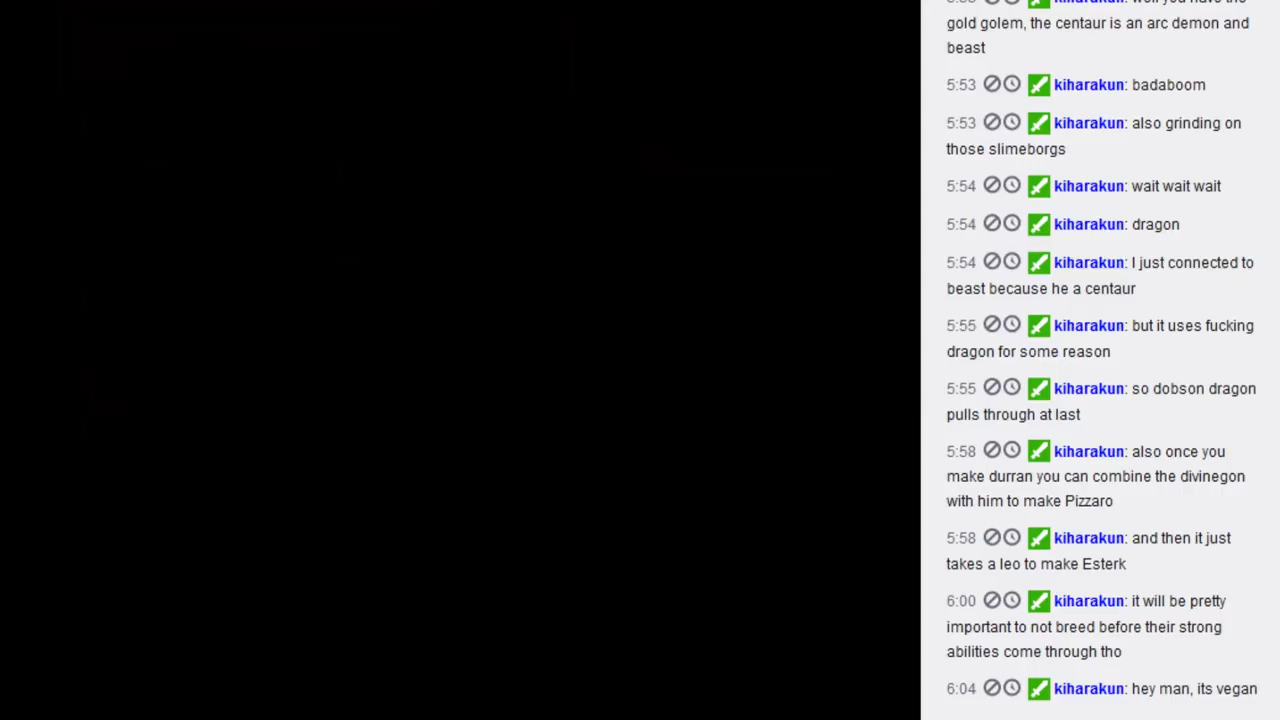 gold golem, the centaur is an arc demon and
beast
5:53 kiharakun: badaboom
5:53 kiharakun: also grinding on
those slimeborgs
5:54 kiharakun: wait wait wait
5:54 kiharakun: dragon
5:54 kiharakun: I just connected to
beast because he a centaur
5:55 kiharakun: but it uses fucking
dragon for some reason
5:55 kiharakun: so dobson dragon
pulls through at last
5:58 kiharakun: also once you
make durran you can combine the divinegon
with him to make Pizzaro
5:58 kiharakun: and then it just
takes a leo to make Esterk
6:00 kiharakun: it will be pretty
important to not breed before their strong
abilities come through tho
6:04 kiharakun: hey man, its vegan